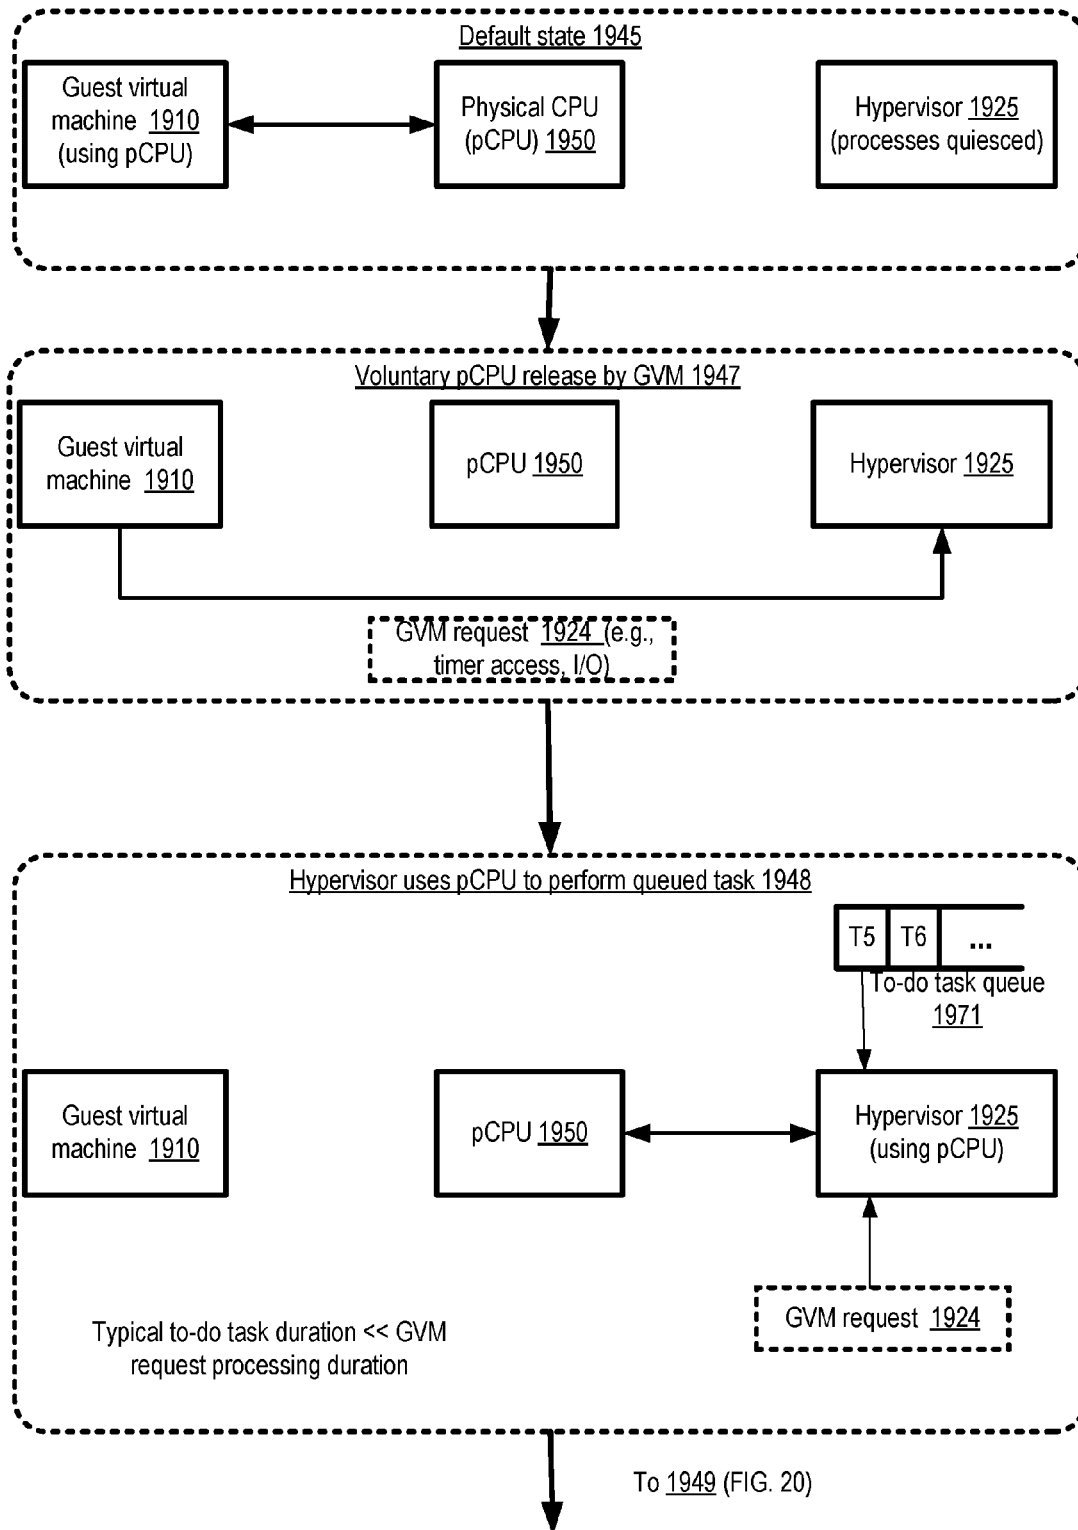 Default state 1945
Guest virtual
machine 1910
(using pCPU)
Physical CPU
(pCPU) 1950
Hypervisor 1925
(processes quiesced)
Voluntary pCPU release by GVM 1947
Guest virtual
machine 1910
pCPU 1950
Hypervisor 1925
GVM request 1924 (e.g.,
timer access, I/O)
Hypervisor uses pCPU to perform queued task 1948
T5 T6 ...
To-do task queue
1971
Guest virtual
machine 1910
pCPU 1950
Hypervisor 1925
(using pCPU)
GVM request 1924
Typical to-do task duration << GVM
request processing duration
To 1949 (FIG. 20)